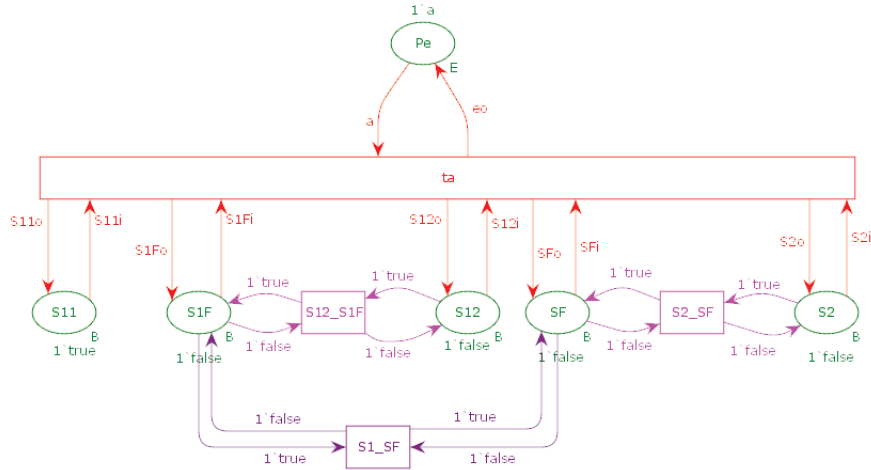 1`a
Pe
E
a
eo
ta
S11o
S11i
S1Fo
S1Fi
S12o
S12i
SFo
SFi
S2o
S2i
1`true
1`true
1`true
1`true
S11
S1F
S12_S1F
S12
SF
S2_SF
S2
B
B
B
B
B
1`true
1`false
1`false
1`false
1`false
1`false
1`false
1`false
1`false
1`false
1`true
S1_SF
1`true
1`false